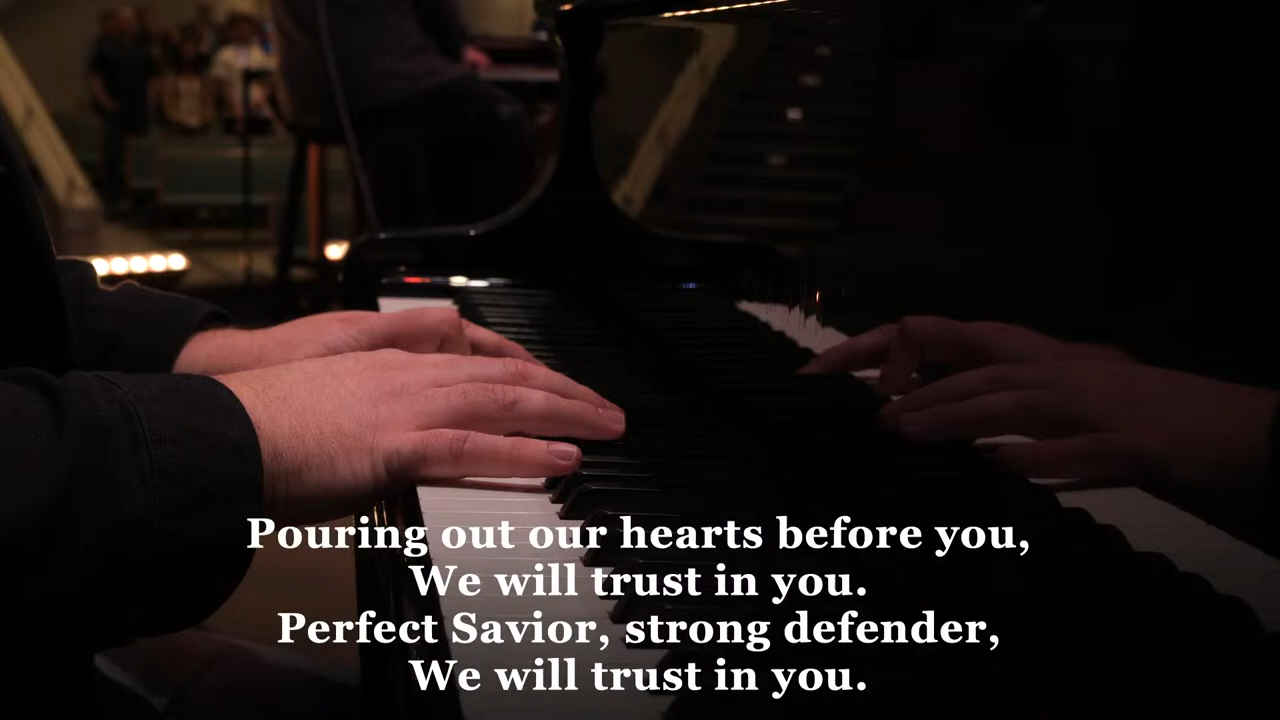 Pouring out our hearts before you,
We will trust in you.
Perfect Savior, strong defender,
We will trust in you.